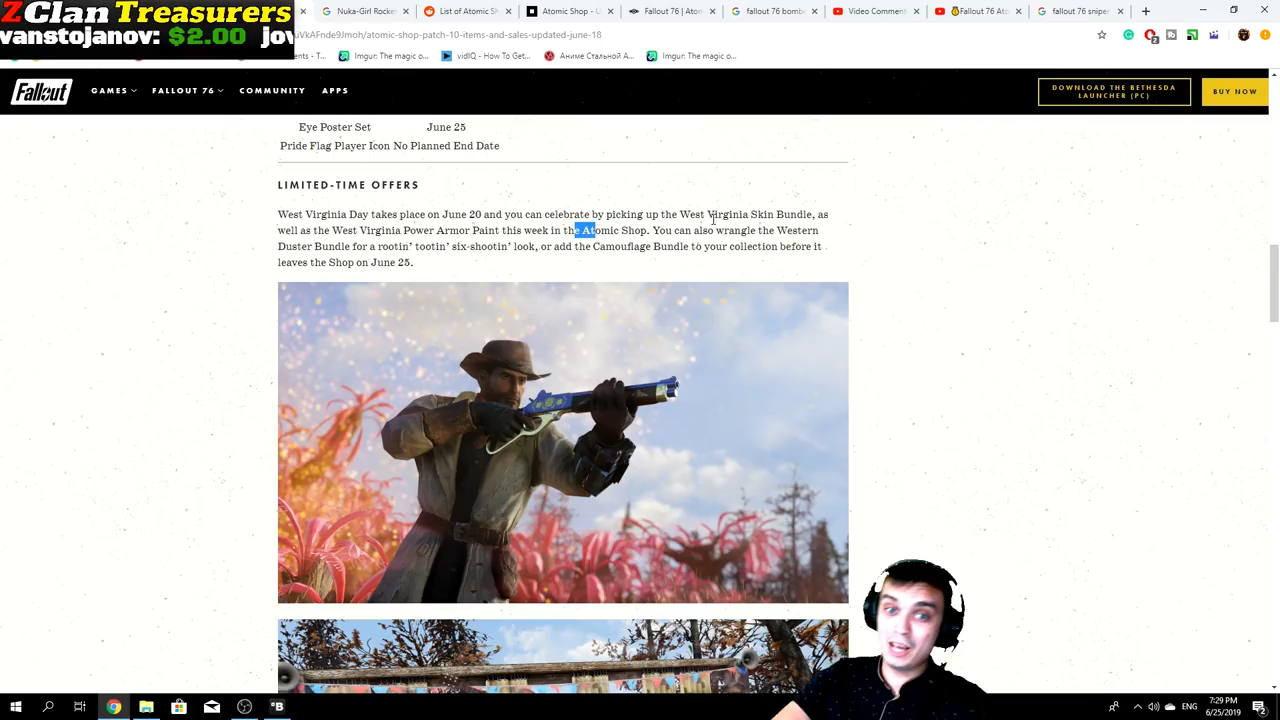 ZClan Treasurers
vanstojanov: $2.00 jov
Nuka-Girl Rocke
List of Atomic S
Atomic Shop - U
Fallout 76 | Atom
fallout 76 bomb
Video Comment
Fallout 76 Ato
fallout 76 sniper
uVkAFnde9Jmoh/atomic-shop-patch-10-items-and-sales-updated-june-18
ents - T...
Imgur: The magic o...
vidIQ - How To Get...
Аниме Стальной А...
Imgur: The magic o...
Fallout
GAMES
FALLOUT 76
COMMUNITY
APPS
DOWNLOAD THE BETHESDA
LAUNCHER (PC)
BUY NOW
Eye Poster Set June 25
Pride Flag Player Icon No Planned End Date
LIMITED-TIME OFFERS
West Virginia Day takes place on June 20 and you can celebrate by picking up the West Virginia Skin Bundle, as
well as the West Virginia Power Armor Paint this week in the Atomic Shop. You can also wrangle the Western
Duster Bundle for a rootin’ tootin’ six-shootin’ look, or add the Camouflage Bundle to your collection before it
leaves the Shop on June 25.
ENG
7:29 PM
6/25/2019